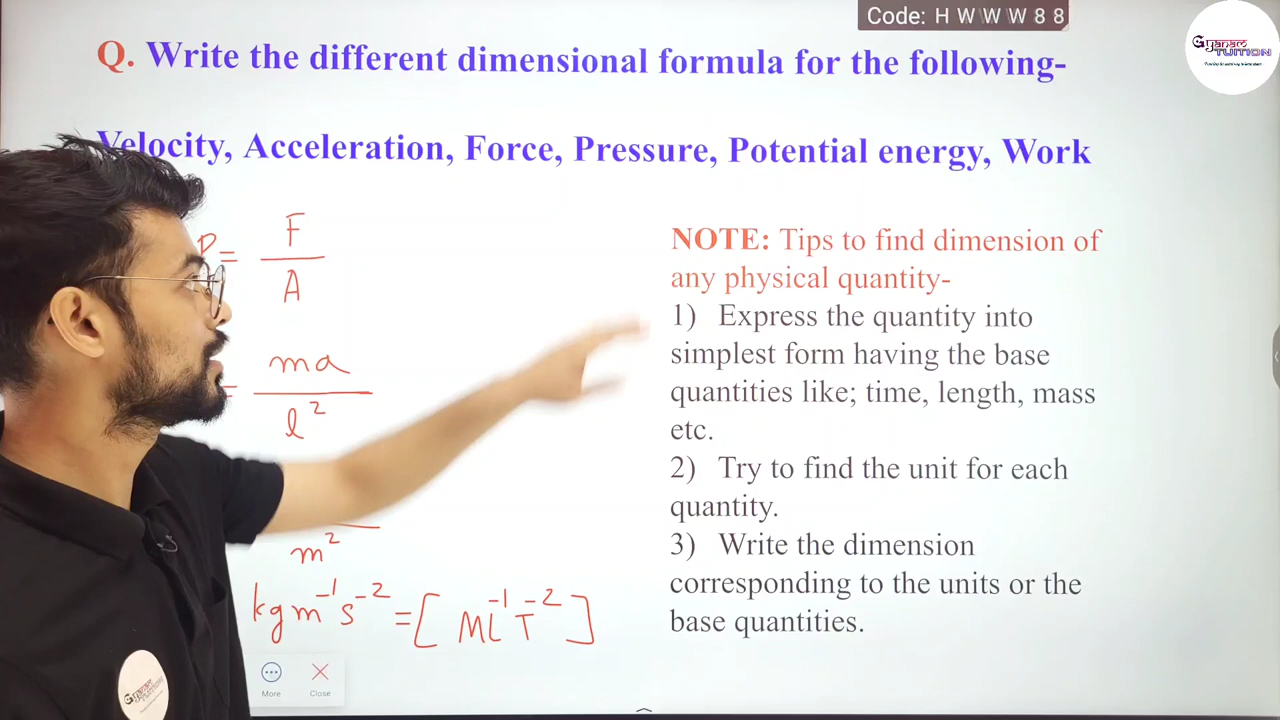 Code: H W W W 8 8
Gyanam
TUITION
Q. Write the different dimensional formula for the following-
Velocity, Acceleration, Force, Pressure, Potential energy, Work
P = F
A
= ma
l²
m²
kg m⁻¹ s⁻² = [ M L⁻¹ T⁻² ]
NOTE: Tips to find dimension of
any physical quantity-
1) Express the quantity into
simplest form having the base
quantities like; time, length, mass
etc.
2) Try to find the unit for each
quantity.
3) Write the dimension
corresponding to the units or the
base quantities.
More
Close